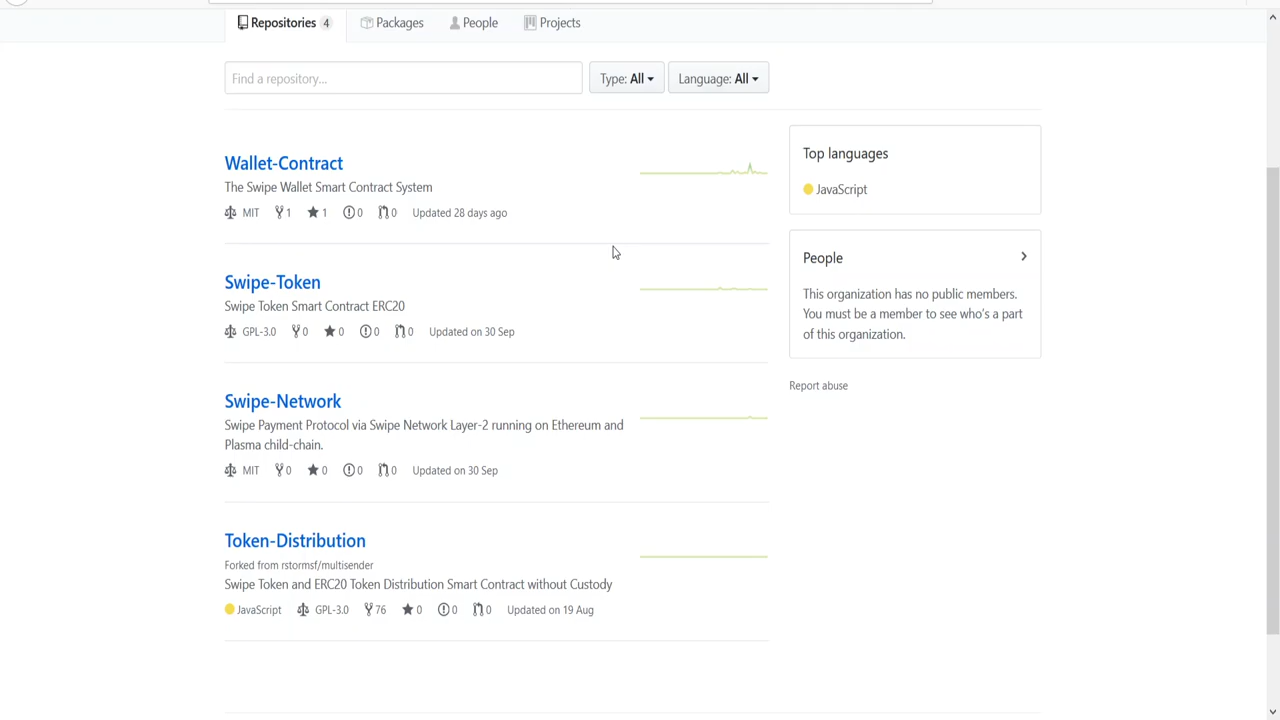 Repositories 4 Packages People Projects
Find a repository... Type: All Language: All
Wallet-Contract
The Swipe Wallet Smart Contract System
MIT 1 1 0 0 Updated 28 days ago
Swipe-Token
Swipe Token Smart Contract ERC20
GPL-3.0 0 0 0 0 Updated on 30 Sep
Swipe-Network
Swipe Payment Protocol via Swipe Network Layer-2 running on Ethereum and
Plasma child-chain.
MIT 0 0 0 0 Updated on 30 Sep
Token-Distribution
Forked from rstormsf/multisender
Swipe Token and ERC20 Token Distribution Smart Contract without Custody
JavaScript GPL-3.0 76 0 0 0 Updated on 19 Aug
Top languages
JavaScript
People
This organization has no public members.
You must be a member to see who's a part
of this organization.
Report abuse